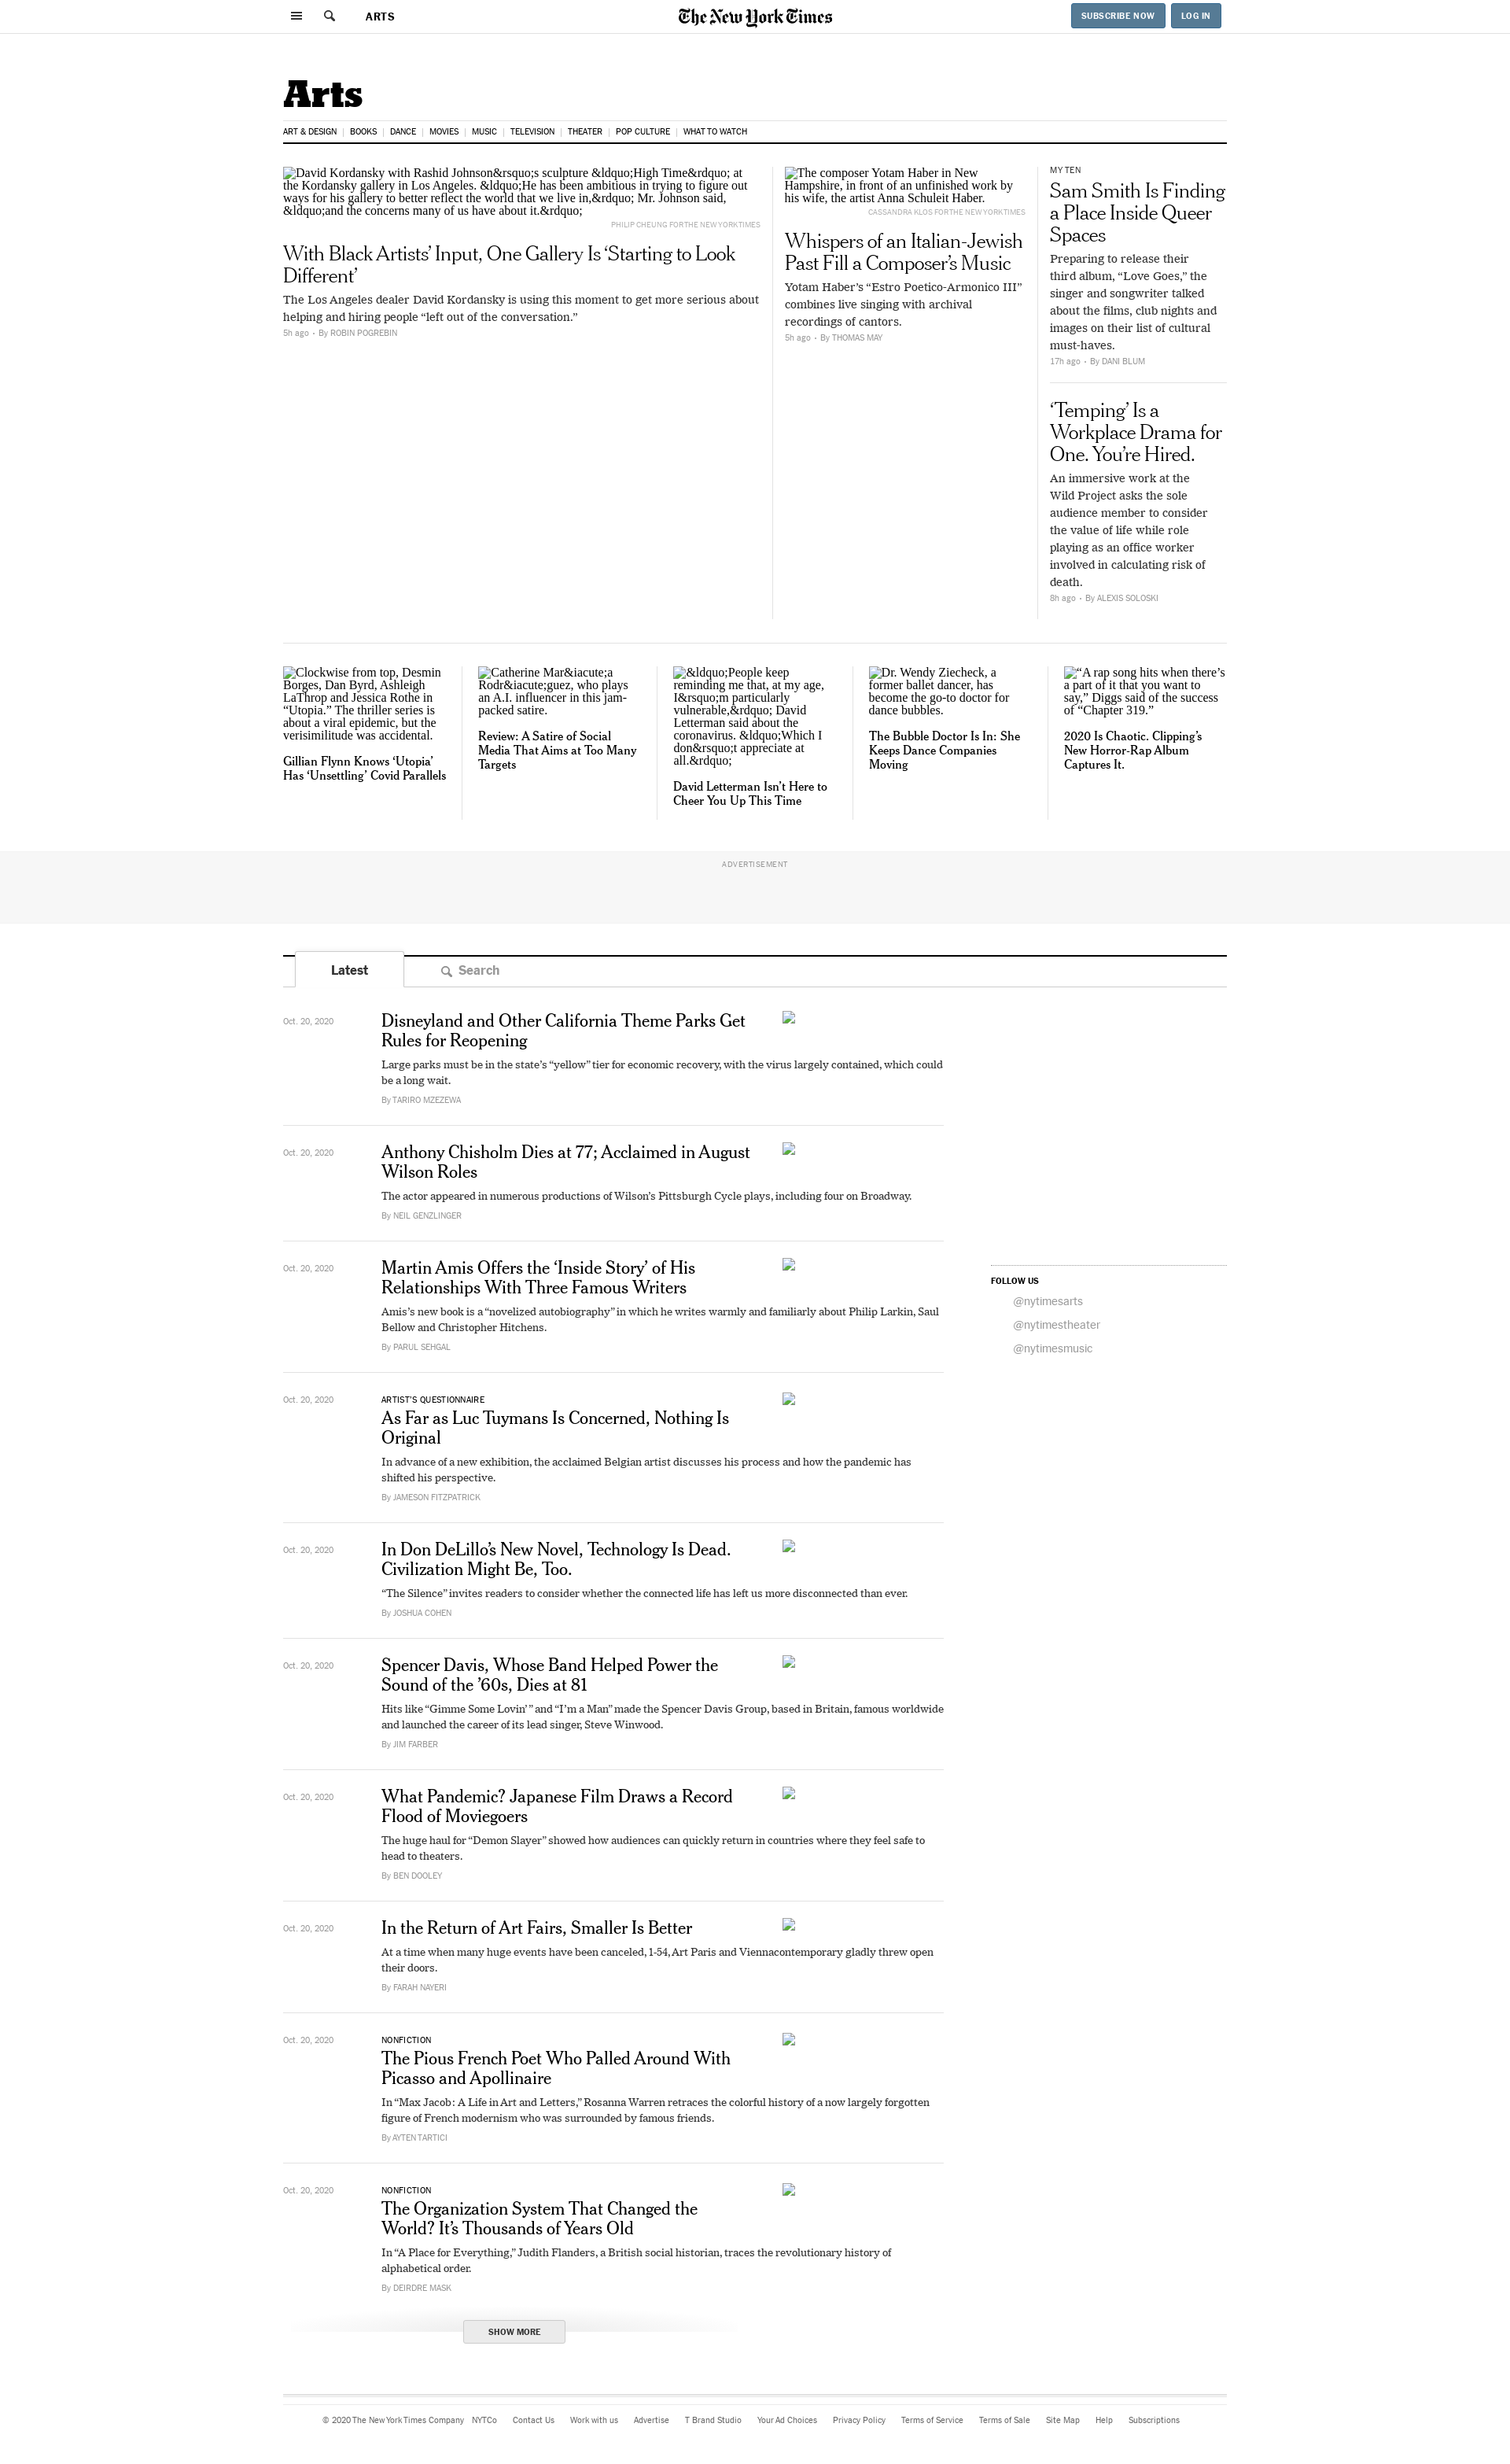 ARTS
The New York Times
SUBSCRIBE NOW
LOG IN
Arts
ART & DESIGN
BOOKS
DANCE
MOVIES
MUSIC
TELEVISION
THEATER
POP CULTURE
WHAT TO WATCH
David Kordansky with Rashid Johnson&rsquo;s sculpture &ldquo;High Time&rdquo; at
the Kordansky gallery in Los Angeles. &ldquo;He has been ambitious in trying to figure out
ways for his gallery to better reflect the world that we live in,&rdquo; Mr. Johnson said,
&ldquo;and the concerns many of us have about it.&rdquo;
PHILIP CHEUNG FOR THE NEW YORK TIMES
With Black Artists’ Input, One Gallery Is ‘Starting to Look
Different’
The Los Angeles dealer David Kordansky is using this moment to get more serious about
helping and hiring people “left out of the conversation.”
5h ago • By ROBIN POGREBIN
The composer Yotam Haber in New
Hampshire, in front of an unfinished work by
his wife, the artist Anna Schuleit Haber.
CASSANDRA KLOS FOR THE NEW YORK TIMES
Whispers of an Italian-Jewish
Past Fill a Composer’s Music
Yotam Haber’s “Estro Poetico-Armonico III”
combines live singing with archival
recordings of cantors.
5h ago • By THOMAS MAY
MY TEN
Sam Smith Is Finding
a Place Inside Queer
Spaces
Preparing to release their
third album, “Love Goes,” the
singer and songwriter talked
about the films, club nights and
images on their list of cultural
must-haves.
17h ago • By DANI BLUM
‘Temping’ Is a
Workplace Drama for
One. You’re Hired.
An immersive work at the
Wild Project asks the sole
audience member to consider
the value of life while role
playing as an office worker
involved in calculating risk of
death.
8h ago • By ALEXIS SOLOSKI
Clockwise from top, Desmin
Borges, Dan Byrd, Ashleigh
LaThrop and Jessica Rothe in
“Utopia.” The thriller series is
about a viral epidemic, but the
verisimilitude was accidental.
Gillian Flynn Knows ‘Utopia’
Has ‘Unsettling’ Covid Parallels
Catherine Mar&iacute;a
Rodr&iacute;guez, who plays
an A.I. influencer in this jam-
packed satire.
Review: A Satire of Social
Media That Aims at Too Many
Targets
&ldquo;People keep
reminding me that, at my age,
I&rsquo;m particularly
vulnerable,&rdquo; David
Letterman said about the
coronavirus. &ldquo;Which I
don&rsquo;t appreciate at
all.&rdquo;
David Letterman Isn’t Here to
Cheer You Up This Time
Dr. Wendy Ziecheck, a
former ballet dancer, has
become the go-to doctor for
dance bubbles.
The Bubble Doctor Is In: She
Keeps Dance Companies
Moving
“A rap song hits when there’s
a part of it that you want to
say,” Diggs said of the success
of “Chapter 319.”
2020 Is Chaotic. Clipping’s
New Horror-Rap Album
Captures It.
ADVERTISEMENT
Latest
Search
Oct. 20, 2020
Disneyland and Other California Theme Parks Get
Rules for Reopening
Large parks must be in the state’s “yellow” tier for economic recovery, with the virus largely contained, which could
be a long wait.
By TARIRO MZEZEWA
Oct. 20, 2020
Anthony Chisholm Dies at 77; Acclaimed in August
Wilson Roles
The actor appeared in numerous productions of Wilson’s Pittsburgh Cycle plays, including four on Broadway.
By NEIL GENZLINGER
Oct. 20, 2020
Martin Amis Offers the ‘Inside Story’ of His
Relationships With Three Famous Writers
Amis’s new book is a “novelized autobiography” in which he writes warmly and familiarly about Philip Larkin, Saul
Bellow and Christopher Hitchens.
By PARUL SEHGAL
FOLLOW US
@nytimesarts
@nytimestheater
@nytimesmusic
Oct. 20, 2020
ARTIST’S QUESTIONNAIRE
As Far as Luc Tuymans Is Concerned, Nothing Is
Original
In advance of a new exhibition, the acclaimed Belgian artist discusses his process and how the pandemic has
shifted his perspective.
By JAMESON FITZPATRICK
Oct. 20, 2020
In Don DeLillo’s New Novel, Technology Is Dead.
Civilization Might Be, Too.
“The Silence” invites readers to consider whether the connected life has left us more disconnected than ever.
By JOSHUA COHEN
Oct. 20, 2020
Spencer Davis, Whose Band Helped Power the
Sound of the ’60s, Dies at 81
Hits like “Gimme Some Lovin’ ” and “I’m a Man” made the Spencer Davis Group, based in Britain, famous worldwide
and launched the career of its lead singer, Steve Winwood.
By JIM FARBER
Oct. 20, 2020
What Pandemic? Japanese Film Draws a Record
Flood of Moviegoers
The huge haul for “Demon Slayer” showed how audiences can quickly return in countries where they feel safe to
head to theaters.
By BEN DOOLEY
Oct. 20, 2020
In the Return of Art Fairs, Smaller Is Better
At a time when many huge events have been canceled, 1-54, Art Paris and Viennacontemporary gladly threw open
their doors.
By FARAH NAYERI
Oct. 20, 2020
NONFICTION
The Pious French Poet Who Palled Around With
Picasso and Apollinaire
In “Max Jacob: A Life in Art and Letters,” Rosanna Warren retraces the colorful history of a now largely forgotten
figure of French modernism who was surrounded by famous friends.
By AYTEN TARTICI
Oct. 20, 2020
NONFICTION
The Organization System That Changed the
World? It’s Thousands of Years Old
In “A Place for Everything,” Judith Flanders, a British social historian, traces the revolutionary history of
alphabetical order.
By DEIRDRE MASK
SHOW MORE
© 2020 The New York Times Company
NYTCo
Contact Us
Work with us
Advertise
T Brand Studio
Your Ad Choices
Privacy Policy
Terms of Service
Terms of Sale
Site Map
Help
Subscriptions